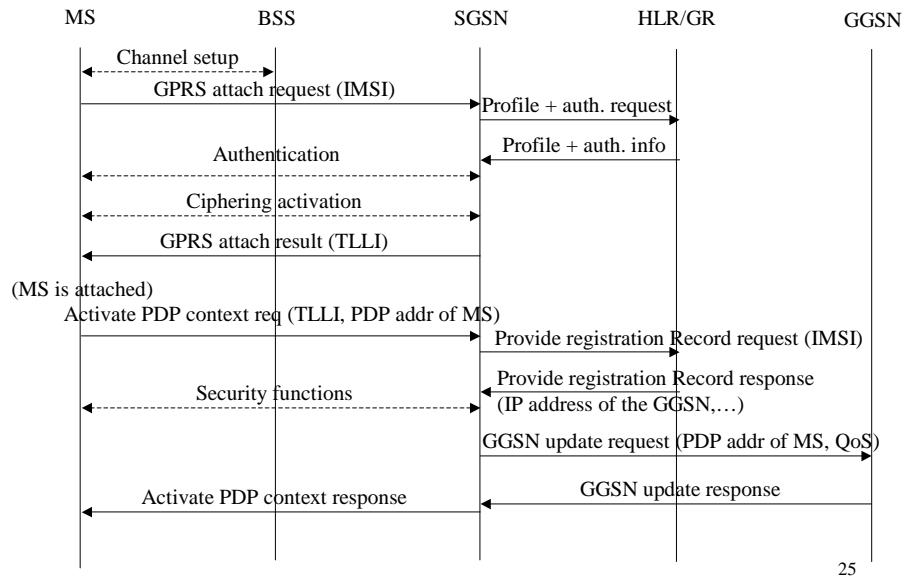 MS BSS SGSN HLR/GR GGSN
Channel setup
GPRS attach request (IMSI)
Profile + auth. request
Profile + auth. info
Authentication
Ciphering activation
GPRS attach result (TLLI)
(MS is attached)
Activate PDP context req (TLLI, PDP addr of MS)
Provide registration Record request (IMSI)
Provide registration Record response
(IP address of the GGSN,…)
Security functions
GGSN update request (PDP addr of MS, QoS)
GGSN update response
Activate PDP context response
25